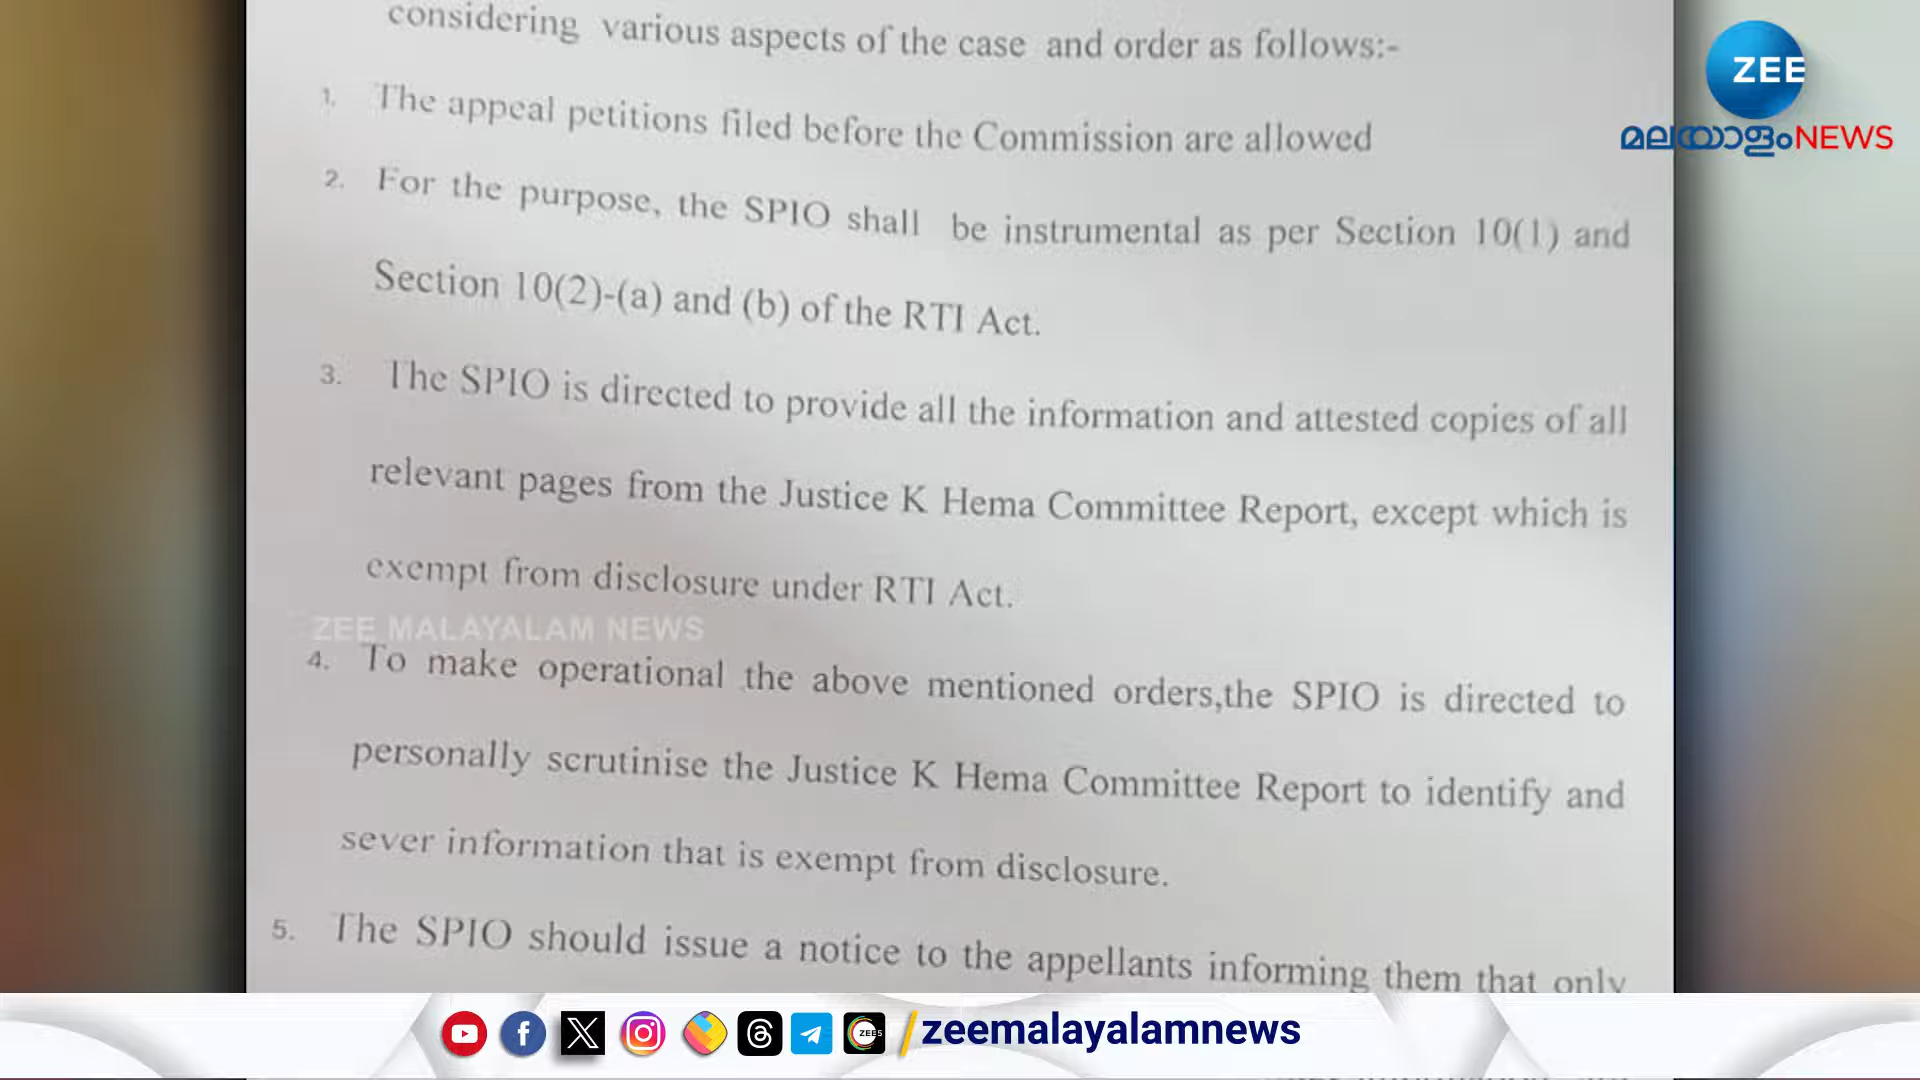 considering various aspects of the case and order as follows:-
1. The appeal petitions filed before the Commission are allowed
2. For the purpose, the SPIO shall be instrumental as per Section 10(1) and
Section 10(2)-(a) and (b) of the RTI Act.
3. The SPIO is directed to provide all the information and attested copies of all
relevant pages from the Justice K Hema Committee Report, except which is
exempt from disclosure under RTI Act.
ZEE MALAYALAM NEWS
4. To make operational the above mentioned orders,the SPIO is directed to
personally scrutinise the Justice K Hema Committee Report to identify and
sever information that is exempt from disclosure.
5. The SPIO should issue a notice to the appellants informing them that only
ZEE
മലയാളംNEWS
ZEE5
/zeemalayalamnews